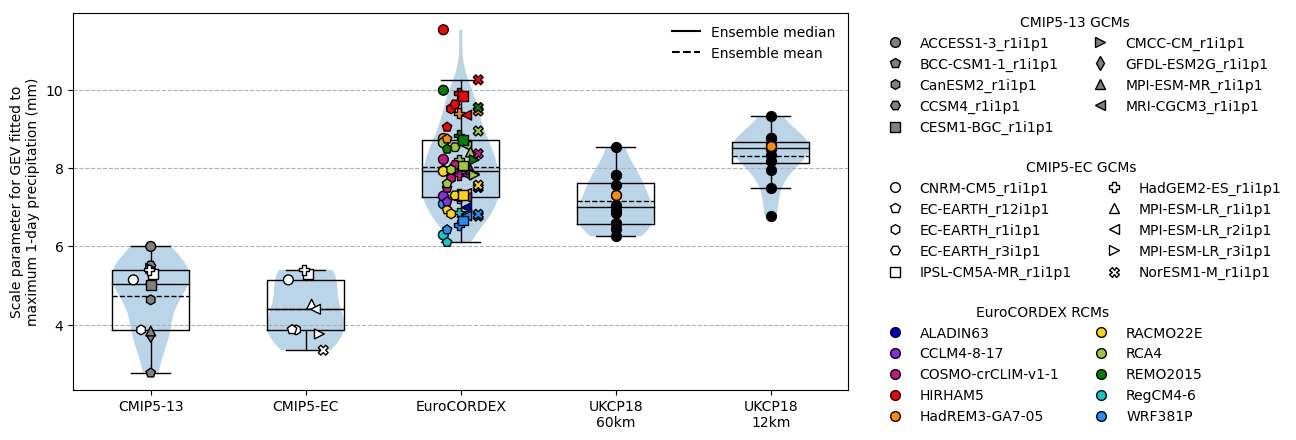 Scale parameter for GEV fitted to
maximum 1-day precipitation (mm)
10
8
6
4
Ensemble median
Ensemble mean
CMIP5-13
CMIP5-EC
EuroCORDEX
UKCP18
60km
UKCP18
12km
CMIP5-13 GCMs
ACCESS1-3_r1i1p1
BCC-CSM1-1_r1i1p1
CanESM2_r1i1p1
CCSM4_r1i1p1
CESM1-BGC_r1i1p1
CMCC-CM_r1i1p1
GFDL-ESM2G_r1i1p1
MPI-ESM-MR_r1i1p1
MRI-CGCM3_r1i1p1
CMIP5-EC GCMs
CNRM-CM5_r1i1p1
EC-EARTH_r12i1p1
EC-EARTH_r1i1p1
EC-EARTH_r3i1p1
IPSL-CM5A-MR_r1i1p1
HadGEM2-ES_r1i1p1
MPI-ESM-LR_r1i1p1
MPI-ESM-LR_r2i1p1
MPI-ESM-LR_r3i1p1
NorESM1-M_r1i1p1
EuroCORDEX RCMs
ALADIN63
CCLM4-8-17
COSMO-crCLIM-v1-1
HIRHAM5
HadREM3-GA7-05
RACMO22E
RCA4
REMO2015
RegCM4-6
WRF381P